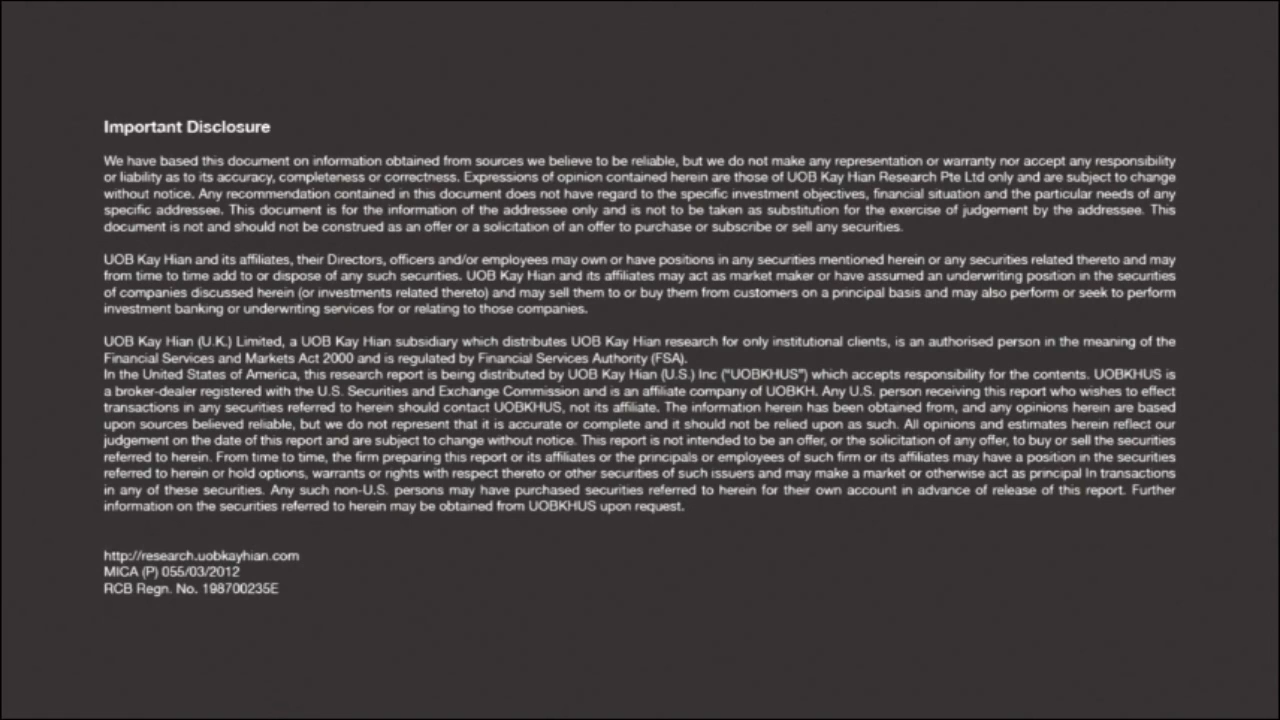 Important Disclosure
We have based this document on information obtained from sources we believe to be reliable, but we do not make any representation or warranty nor accept any responsibility
or liability as to its accuracy, completeness or correctness. Expressions of opinion contained herein are those of UOB Kay Hian Research Pte Ltd only and are subject to change
without notice. Any recommendation contained in this document does not have regard to the specific investment objectives, financial situation and the particular needs of any
specific addressee. This document is for the information of the addressee only and is not to be taken as substitution for the exercise of judgement by the addressee. This
document is not and should not be construed as an offer or a solicitation of an offer to purchase or subscribe or sell any securities.
UOB Kay Hian and its affiliates, their Directors, officers and/or employees may own or have positions in any securities mentioned herein or any securities related thereto and may
from time to time add to or dispose of any such securities. UOB Kay Hian and its affiliates may act as market maker or have assumed an underwriting position in the securities
of companies discussed herein (or investments related thereto) and may sell them to or buy them from customers on a principal basis and may also perform or seek to perform
investment banking or underwriting services for or relating to those companies.
UOB Kay Hian (U.K.) Limited, a UOB Kay Hian subsidiary which distributes UOB Kay Hian research for only institutional clients, is an authorised person in the meaning of the
Financial Services and Markets Act 2000 and is regulated by Financial Services Authority (FSA).
In the United States of America, this research report is being distributed by UOB Kay Hian (U.S.) Inc ("UOBKHUS") which accepts responsibility for the contents. UOBKHUS is
a broker-dealer registered with the U.S. Securities and Exchange Commission and is an affiliate company of UOBKH. Any U.S. person receiving this report who wishes to effect
transactions in any securities referred to herein should contact UOBKHUS, not its affiliate. The information herein has been obtained from, and any opinions herein are based
upon sources believed reliable, but we do not represent that it is accurate or complete and it should not be relied upon as such. All opinions and estimates herein reflect our
judgement on the date of this report and are subject to change without notice. This report is not intended to be an offer, or the solicitation of any offer, to buy or sell the securities
referred to herein. From time to time, the firm preparing this report or its affiliates or the principals or employees of such firm or its affiliates may have a position in the securities
referred to herein or hold options, warrants or rights with respect thereto or other securities of such issuers and may make a market or otherwise act as principal In transactions
in any of these securities. Any such non-U.S. persons may have purchased securities referred to herein for their own account in advance of release of this report. Further
information on the securities referred to herein may be obtained from UOBKHUS upon request.
http://research.uobkayhian.com
MICA (P) 055/03/2012
RCB Regn. No. 198700235E